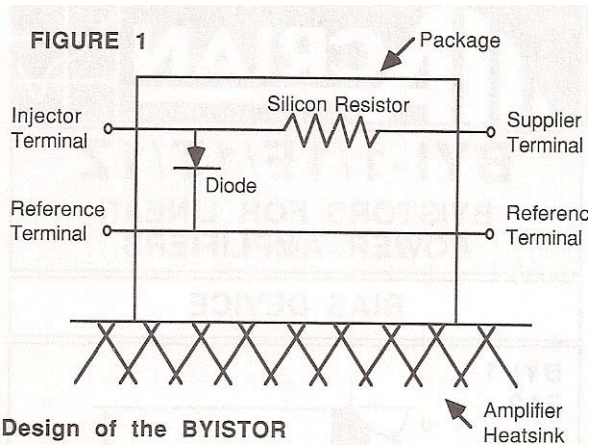 FIGURE 1
Package
Injector
Terminal
Silicon Resistor
Supplier
Terminal
Diode
Reference
Terminal
Referenc
Terminal
Design of the BYISTOR
Amplifier
Heatsink